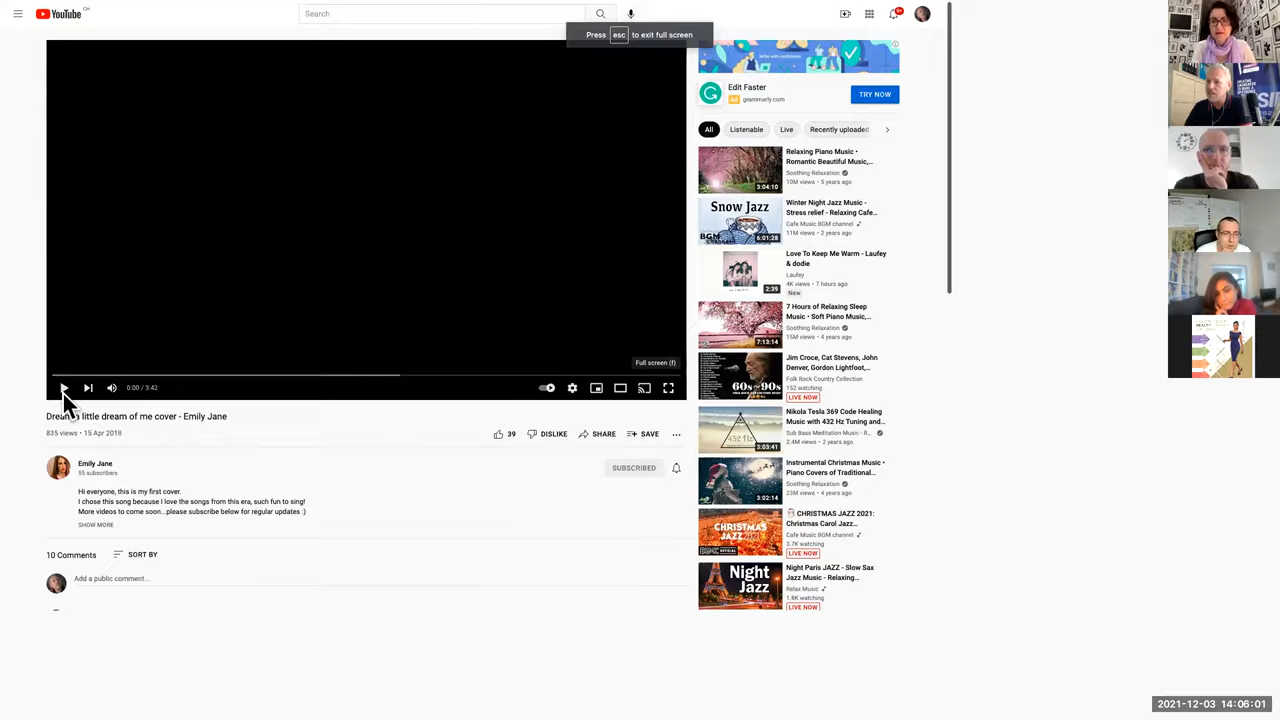 YouTube CH
Search
9+
Press esc to exit full screen
Full screen (f)
0:00 / 3:42
little dream of me cover - Emily Jane
835 views • 15 Apr 2018
39
DISLIKE
SHARE
SAVE
Emily Jane
55 subscribers
SUBSCRIBED
Hi everyone, this is my first cover.
I chose this song because I love the songs from this era, such fun to sing!
More videos to come soon...please subscribe below for regular updates :)
SHOW MORE
10 Comments
SORT BY
Add a public comment...
Edit Faster
Ad grammarly.com
TRY NOW
All
Listenable
Live
Recently uploaded
3:04:10
Relaxing Piano Music •
Romantic Beautiful Music,...
Soothing Relaxation
10M views • 5 years ago
Snow Jazz
BGM
6:01:28
Winter Night Jazz Music -
Stress relief - Relaxing Cafe...
Cafe Music BGM channel
11M views • 2 years ago
2:39
Love To Keep Me Warm - Laufey
& dodie
Laufey
4K views • 7 hours ago
New
7:13:14
7 Hours of Relaxing Sleep
Music • Soft Piano Music,...
Soothing Relaxation
15M views • 4 years ago
60s~90s
Jim Croce, Cat Stevens, John
Denver, Gordon Lightfoot,...
Folk Rock Country Collection
152 watching
LIVE NOW
432 Hz
3:03:41
Nikola Tesla 369 Code Healing
Music with 432 Hz Tuning and...
Sub Bass Meditation Music - R...
2.4M views • 2 years ago
3:02:14
Instrumental Christmas Music •
Piano Covers of Traditional...
Soothing Relaxation
23M views • 4 years ago
CHRISTMAS
JAZZ 2021
CHRISTMAS JAZZ 2021:
Christmas Carol Jazz...
Cafe Music BGM channel
3.7K watching
LIVE NOW
Night
Jazz
Night Paris JAZZ - Slow Sax
Jazz Music - Relaxing...
Relax Music
1.8K watching
LIVE NOW
2021-12-03 14:06:01